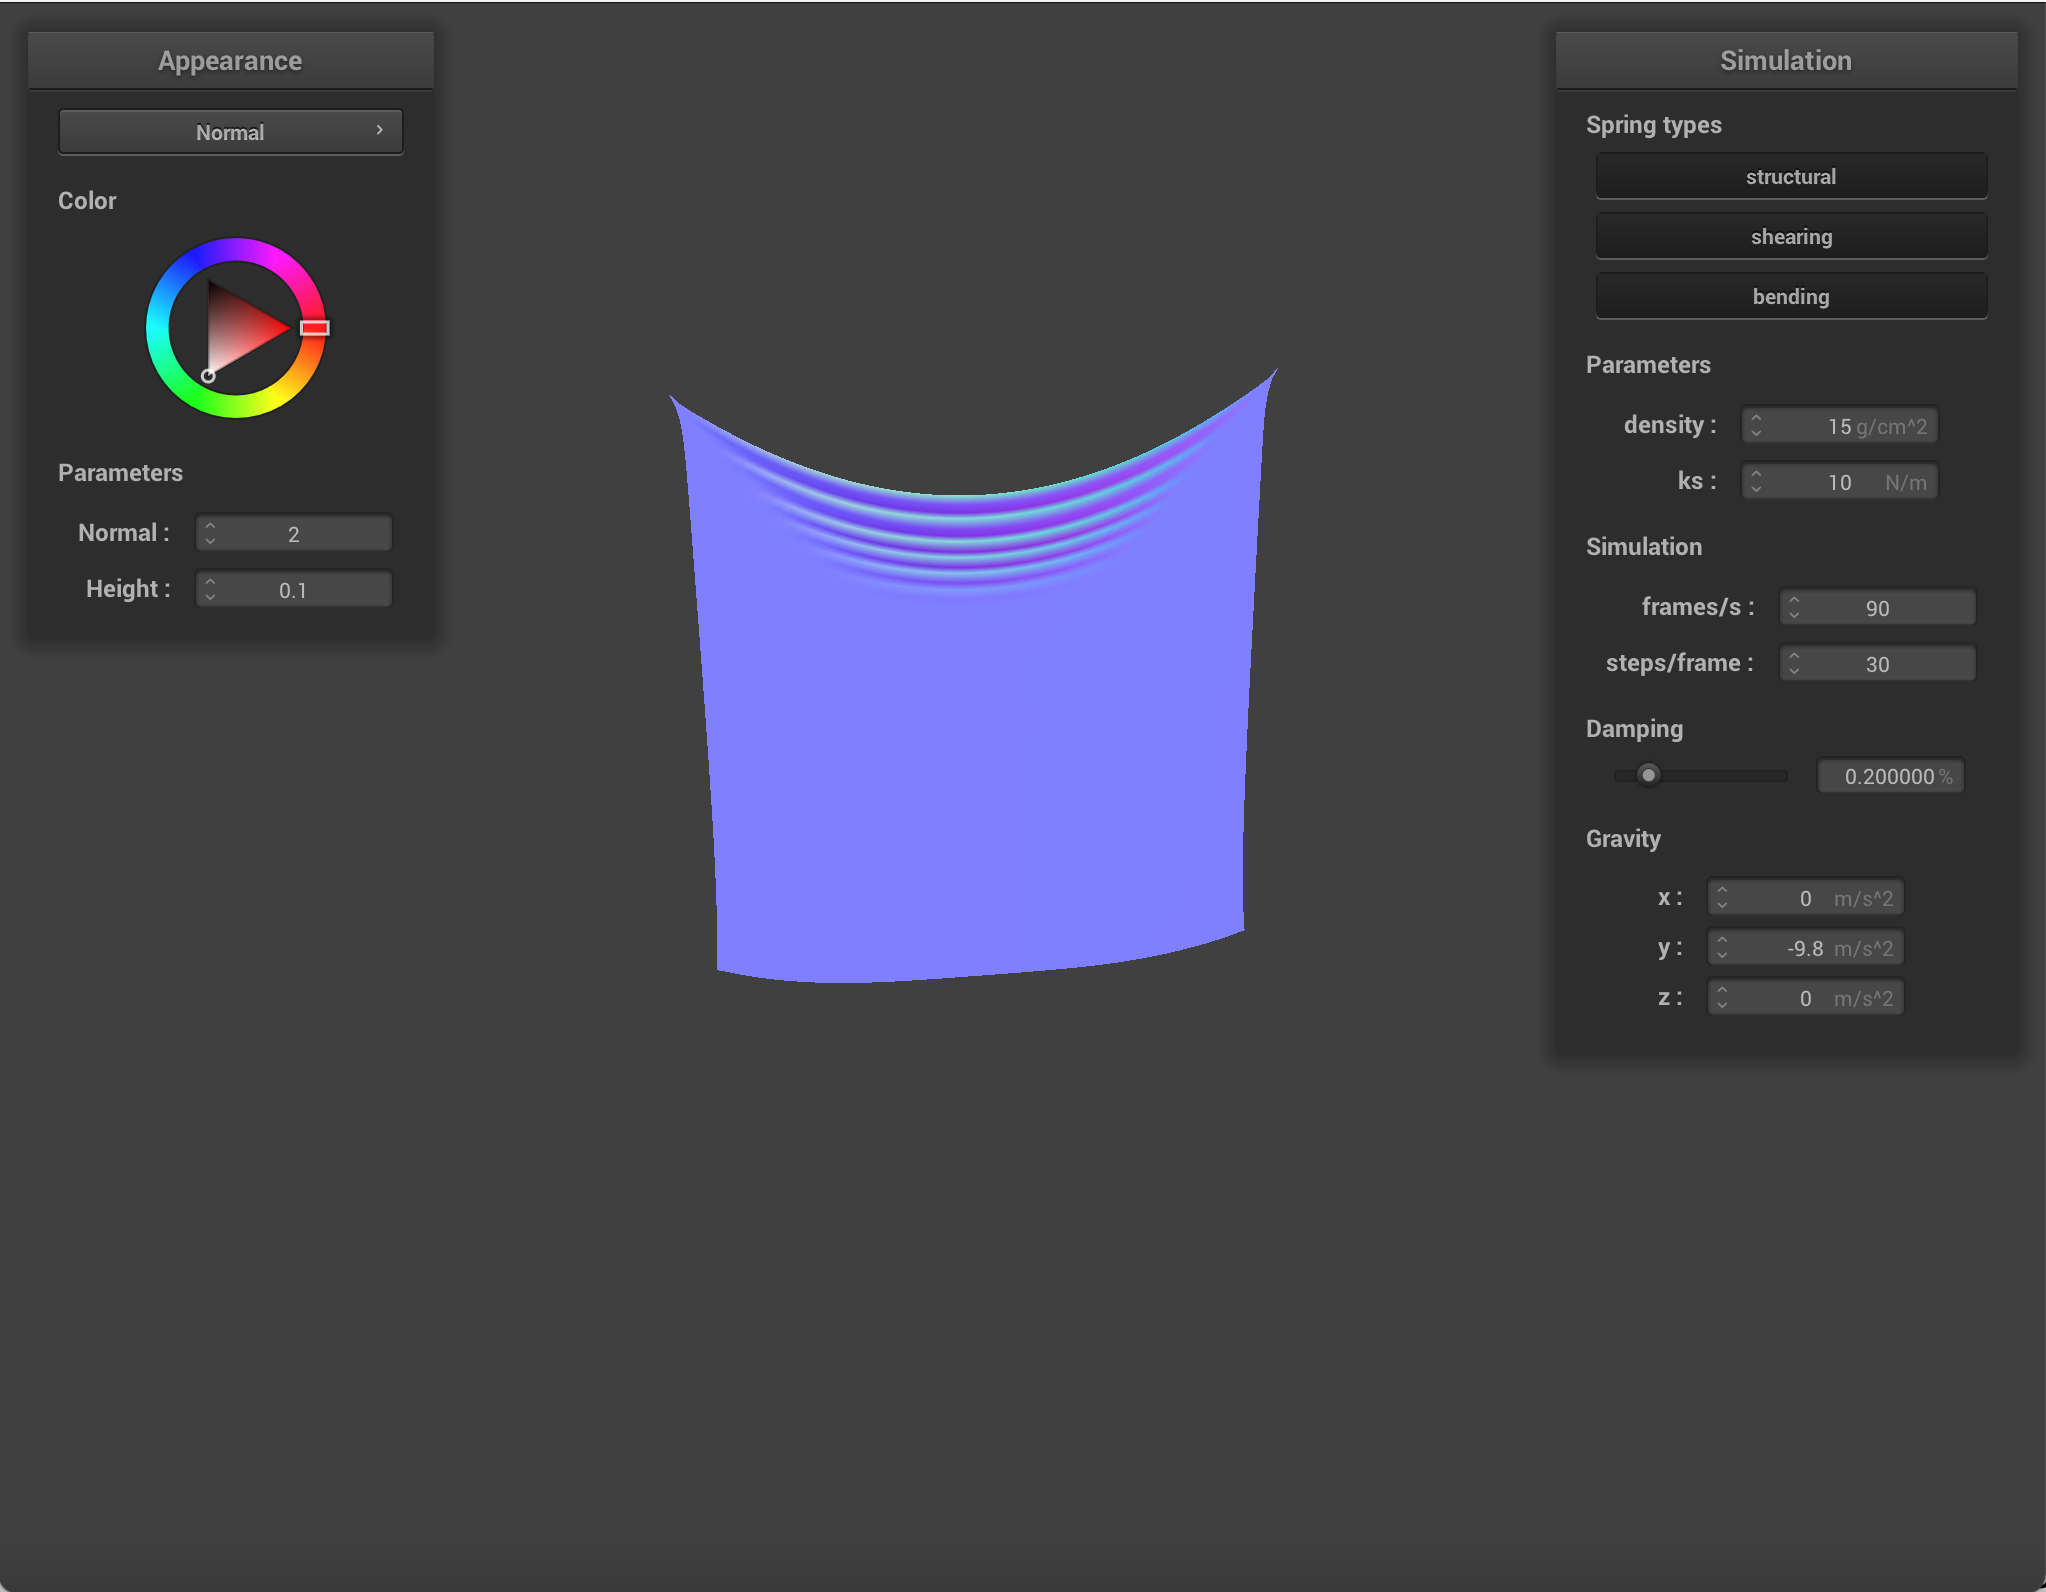 Appearance
Normal
Color
Parameters
Normal : 2
Height : 0.1
Simulation
Spring types
structural
shearing
bending
Parameters
density : 15 g/cm^2
ks : 10 N/m
Simulation
frames/s : 90
steps/frame : 30
Damping
0.200000 %
Gravity
x : 0 m/s^2
y : -9.8 m/s^2
z : 0 m/s^2